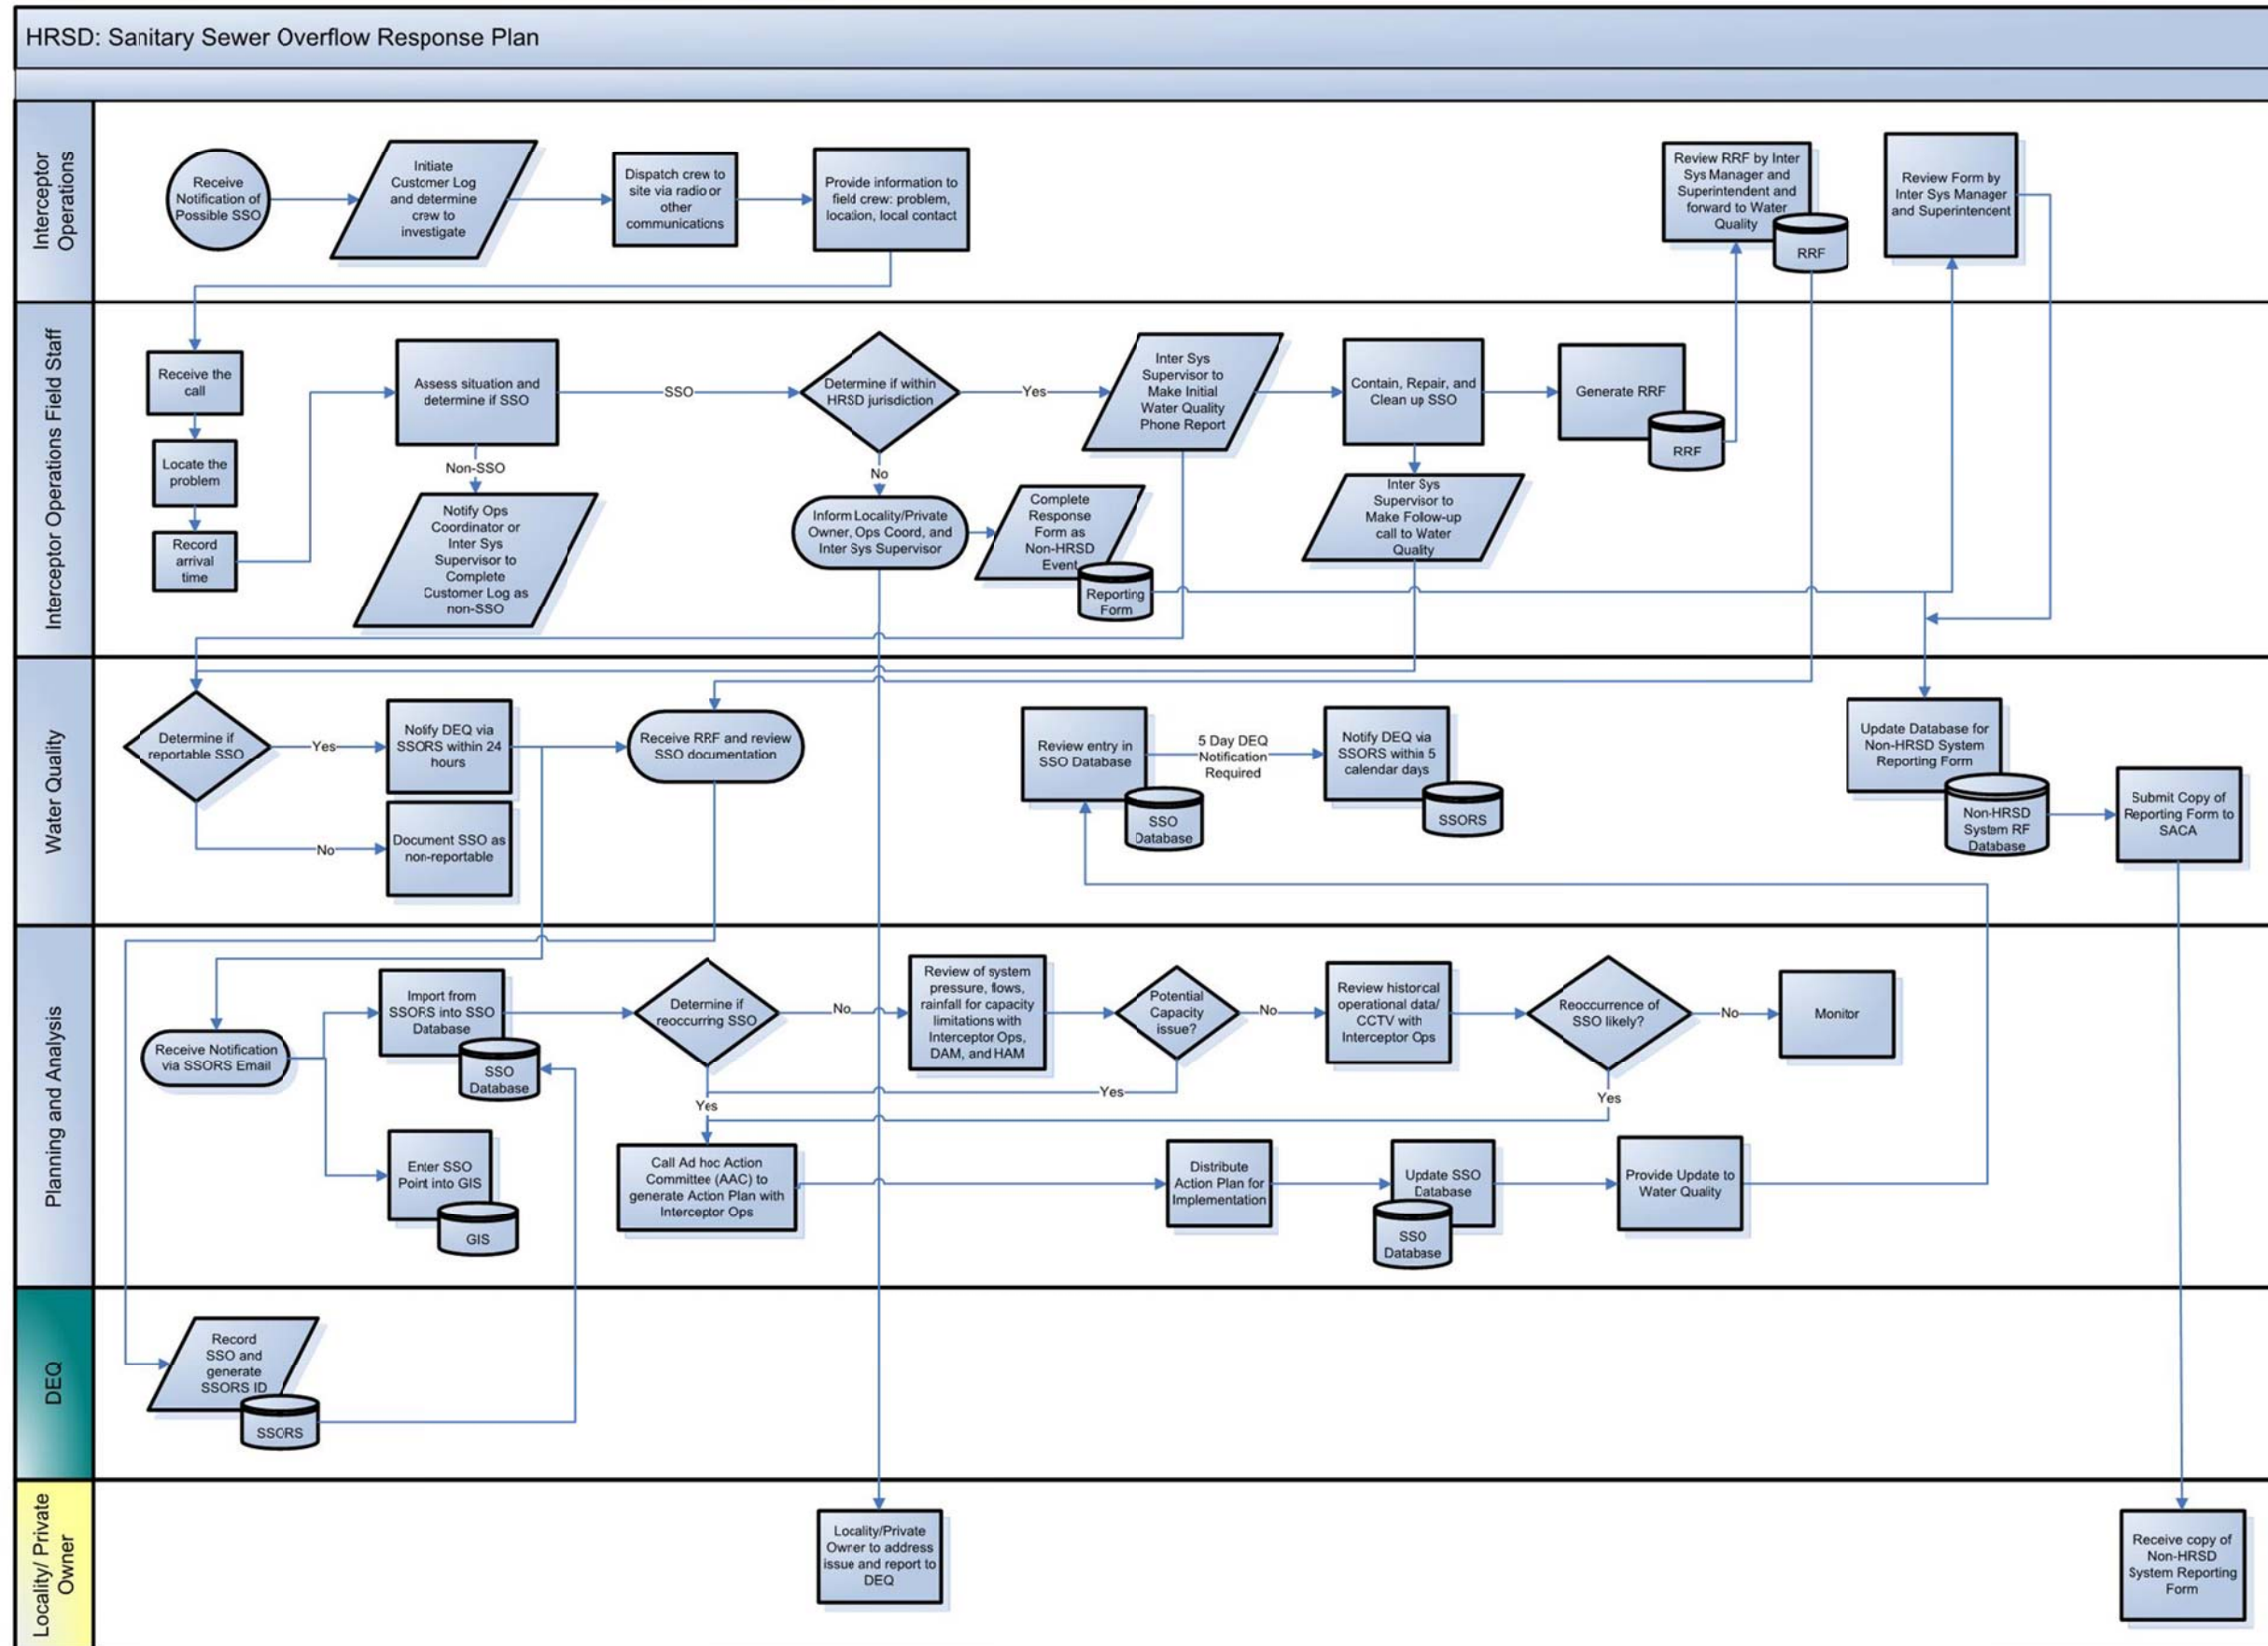 HRSD: Sanitary Sewer Overflow Response Plan
Interceptor
Operations
Receive
Notification of
Possible SSO
Initiate
Customer Log
and determine
crew to
investigate
Dispatch crew to
site via radio or
other
communications
Provide information to
field crew: problem,
location, local contact
Review RRF by Inter
Sys Manager and
Superintendent and
forward to Water
Quality
RRF
Review Form by
Inter Sys Manager
and Superintendent
Interceptor Operations Field Staff
Receive the
call
Locate the
problem
Record
arrival
time
Assess situation and
determine if SSO
SSO
Non-SSO
Notify Ops
Coordinator or
Inter Sys
Supervisor to
Complete
Customer Log as
non-SSO
Determine if within
HRSD jurisdiction
Yes
No
Inform Locality/Private
Owner, Ops Coord, and
Inter Sys Supervisor
Complete
Response
Form as
Non-HRSD
Event
Reporting
Form
Inter Sys
Supervisor to
Make Initial
Water Quality
Phone Report
Contain, Repair, and
Clean up SSO
Inter Sys
Supervisor to
Make Follow-up
call to Water
Quality
Generate RRF
RRF
Water Quality
Determine if
reportable SSO
Yes
No
Notify DEQ via
SSORS within 24
hours
Document SSO as
non-reportable
Receive RRF and review
SSO documentation
Review entry in
SSO Database
SSO
Database
5 Day DEQ
Notification
Required
Notify DEQ via
SSORS within 5
calendar days
SSORS
Update Database for
Non-HRSD System
Reporting Form
Non-HRSD
System RF
Database
Submit Copy of
Reporting Form to
SACA
Planning and Analysis
Receive Notification
via SSORS Email
Import from
SSORS into SSO
Database
SSO
Database
Enter SSO
Point into GIS
GIS
Determine if
reoccurring SSO
No
Yes
Review of system
pressure, flows,
rainfall for capacity
limitations with
Interceptor Ops,
DAM, and HAM
Potential
Capacity
issue?
No
Yes
Review historical
operational data/
CCTV with
Interceptor Ops
Reoccurrence of
SSO likely?
No
Yes
Monitor
Call Ad hoc Action
Committee (AAC) to
generate Action Plan with
Interceptor Ops
Distribute
Action Plan for
Implementation
Update SSO
Database
SSO
Database
Provide Update to
Water Quality
DEQ
Record
SSO and
generate
SSORS ID
SSORS
Locality/ Private
Owner
Locality/Private
Owner to address
issue and report to
DEQ
Receive copy of
Non-HRSD
System Reporting
Form